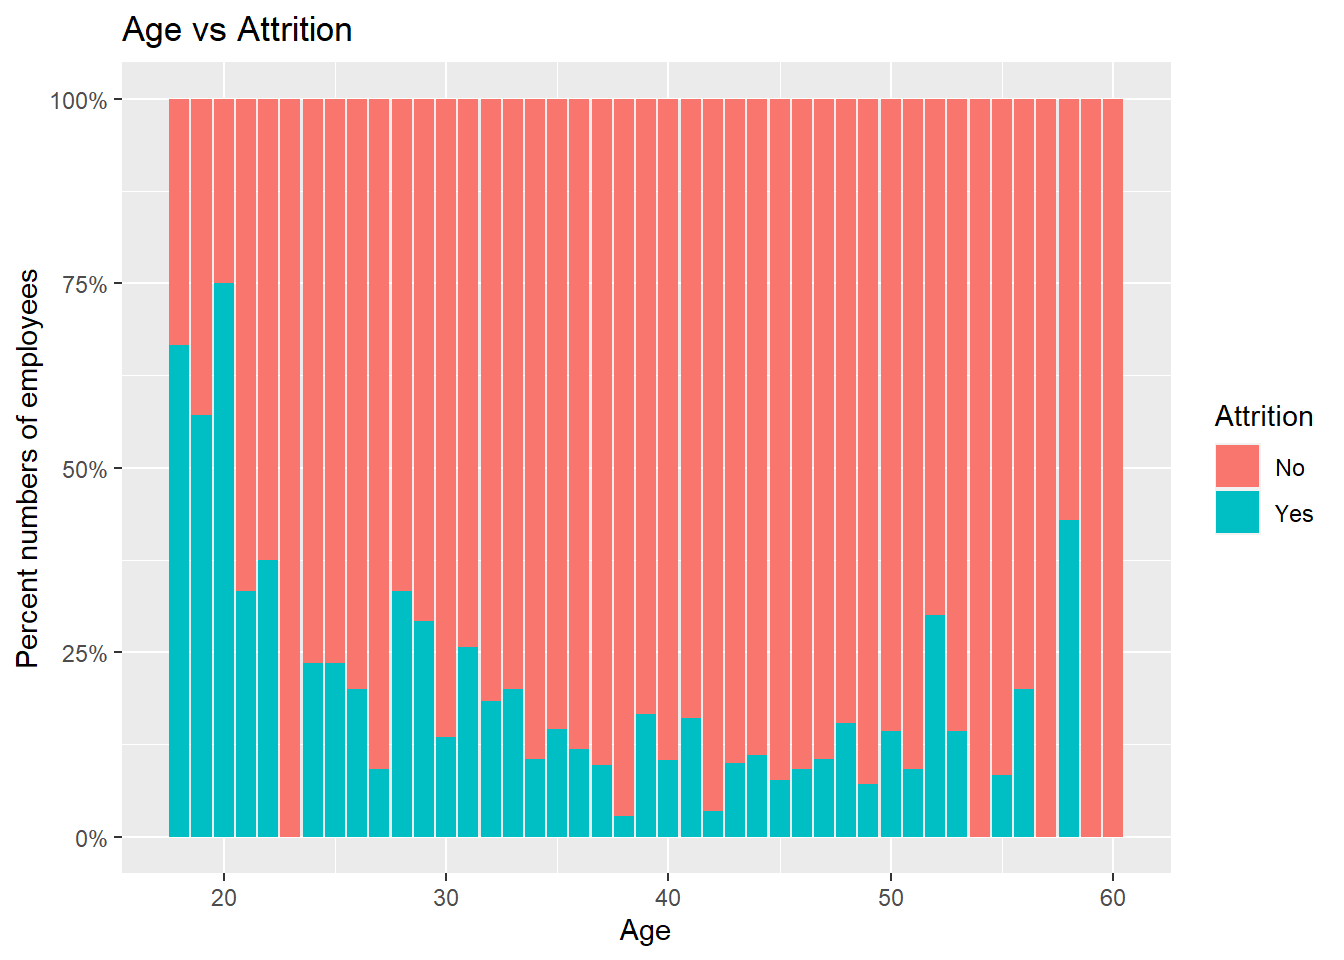 Age vs Attrition
Percent numbers of employees
100%
75%
50%
25%
0%
20 30 40 50 60
Age
Attrition
No
Yes